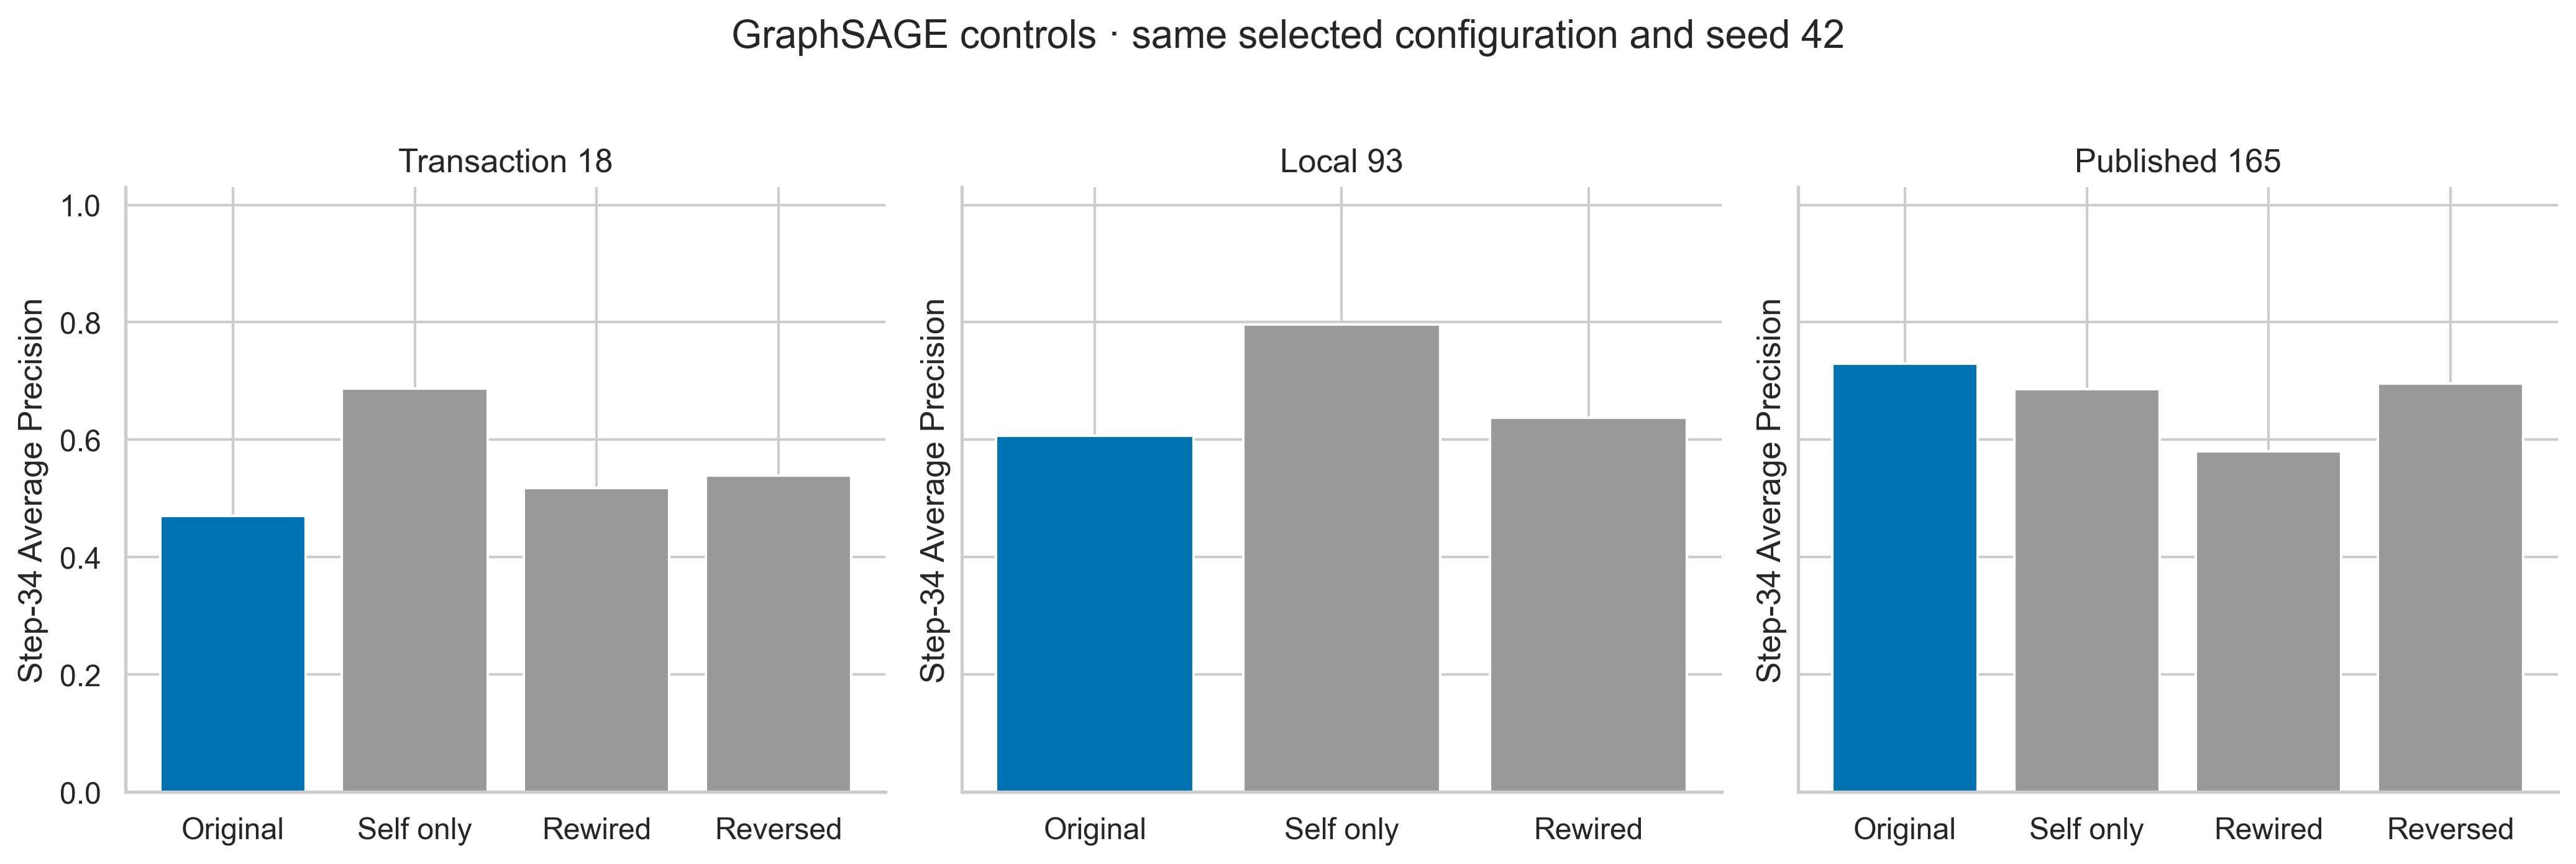 GraphSAGE controls · same selected configuration and seed 42
Transaction 18
Step-34 Average Precision
1.0
0.8
0.6
0.4
0.2
0.0
Original
Self only
Rewired
Reversed
Local 93
Step-34 Average Precision
Original
Self only
Rewired
Published 165
Step-34 Average Precision
Original
Self only
Rewired
Reversed